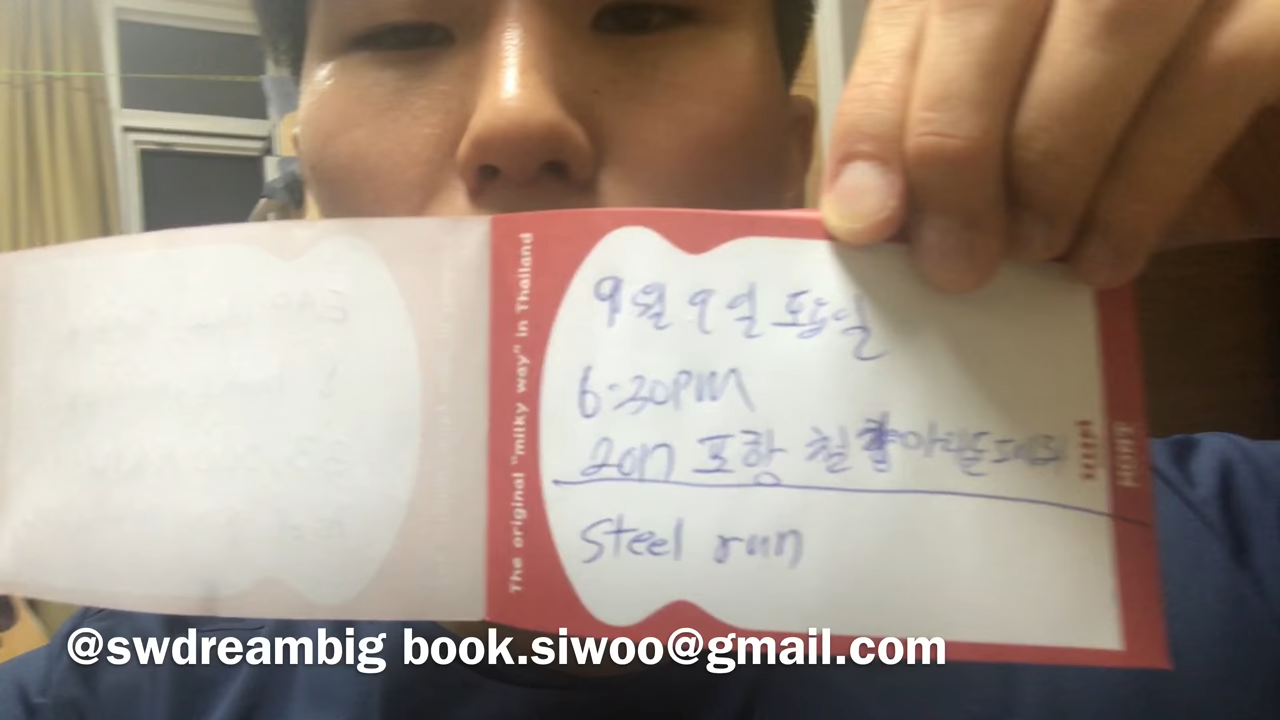 The original "milky way" in Thailand
9월 9일 토요일
6:30PM
2017 포항 철강마라톤대회
Steel run
@swdreambig book.siwoo@gmail.com